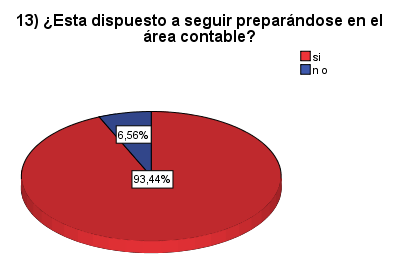 13) ¿Esta dispuesto a seguir preparándose en el
área contable?
si
n o
6,56%
93,44%